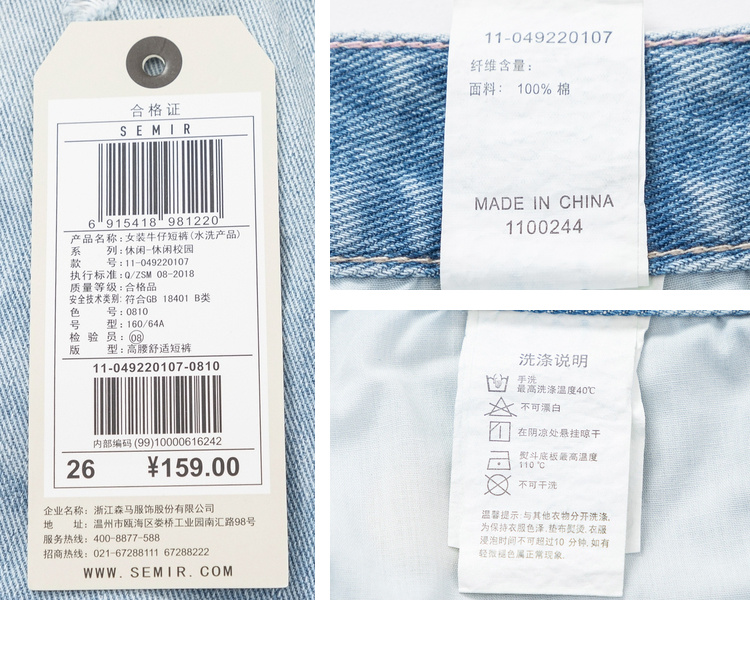 合格证
SEMIR
6 915418 981220
产品名称:女装牛仔短裤(水洗产品)
系 列:休闲-休闲校园
款 号:11-049220107
执行标准:Q/ZSM 08-2018
质量等级:合格品
安全技术类别:符合GB 18401 B类
色 号:0810
号 型:160/64A
检 验 员:08
版 型:高腰舒适短裤
11-049220107-0810
内部编码(99)10000616242
26 ¥159.00
企业名称:浙江森马服饰股份有限公司
地 址:温州市瓯海区娄桥工业园南汇路98号
服务热线:400-8877-588
招商热线:021-67288111 67288222
WWW.SEMIR.COM
11-049220107
纤维含量:
面料: 100% 棉
MADE IN CHINA
1100244
洗涤说明
手洗
最高洗涤温度40℃
不可漂白
在阴凉处悬挂晾干
熨斗底板最高温度
110℃
不可干洗
温馨提示:与其他衣物分开洗涤,
为保持衣服色泽,垫布熨烫,衣服
浸泡时间不可超过10分钟,如有
轻微褪色属正常现象.